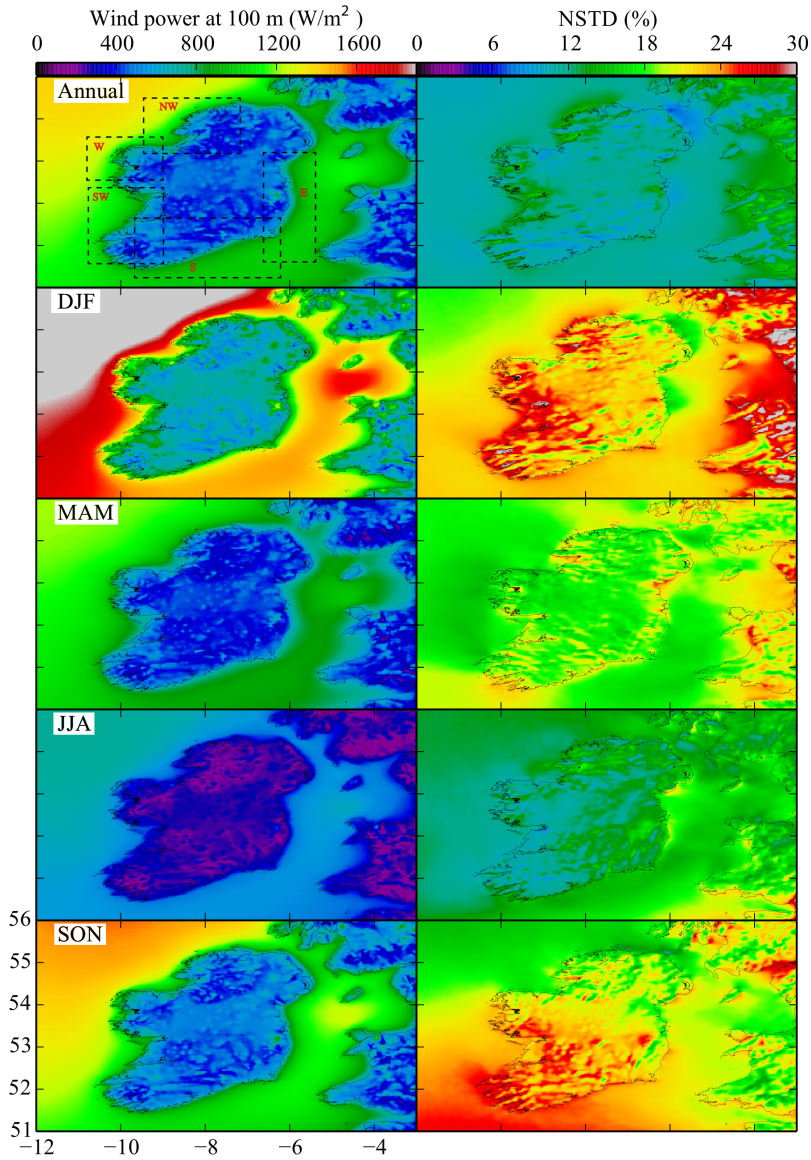 Wind power at 100 m (W/m²) NSTD (%)
0 400 800 1200 1600 0 6 12 18 24 30
Annual
NW
W
SW
E
S
DJF
MAM
JJA
56
SON
55
54
53
52
51
−12 −10 −8 −6 −4